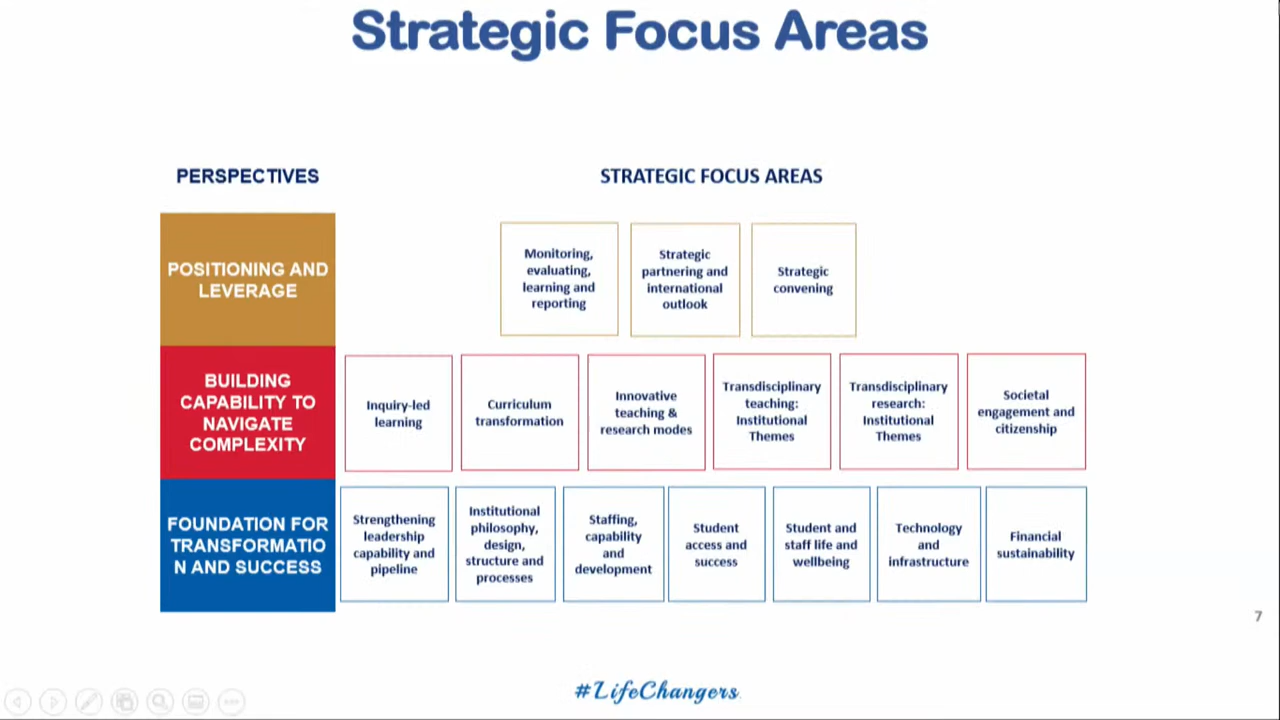 Strategic Focus Areas
PERSPECTIVES
STRATEGIC FOCUS AREAS
POSITIONING AND
LEVERAGE
Monitoring,
evaluating,
learning and
reporting
Strategic
partnering and
international
outlook
Strategic
convening
BUILDING
CAPABILITY TO
NAVIGATE
COMPLEXITY
Inquiry-led
learning
Curriculum
transformation
Innovative
teaching &
research modes
Transdisciplinary
teaching:
Institutional
Themes
Transdisciplinary
research:
Institutional
Themes
Societal
engagement and
citizenship
FOUNDATION FOR
TRANSFORMATIO
N AND SUCCESS
Strengthening
leadership
capability and
pipeline
Institutional
philosophy,
design,
structure and
processes
Staffing,
capability
and
development
Student
access and
success
Student and
staff life and
wellbeing
Technology
and
infrastructure
Financial
sustainability
7
#LifeChangers